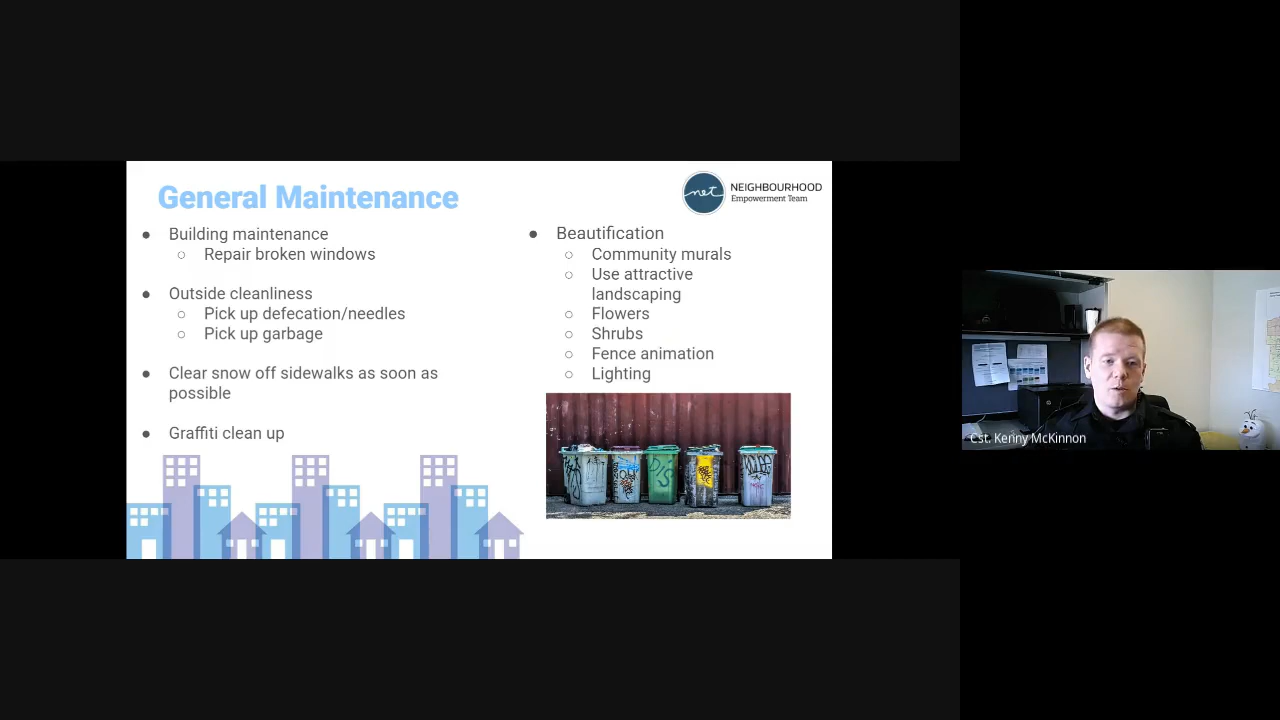 General Maintenance
net
NEIGHBOURHOOD
Empowerment Team
● Building maintenance
○ Repair broken windows
● Outside cleanliness
○ Pick up defecation/needles
○ Pick up garbage
● Clear snow off sidewalks as soon as
possible
● Graffiti clean up
● Beautification
○ Community murals
○ Use attractive
landscaping
○ Flowers
○ Shrubs
○ Fence animation
○ Lighting
Cst. Kenny McKinnon